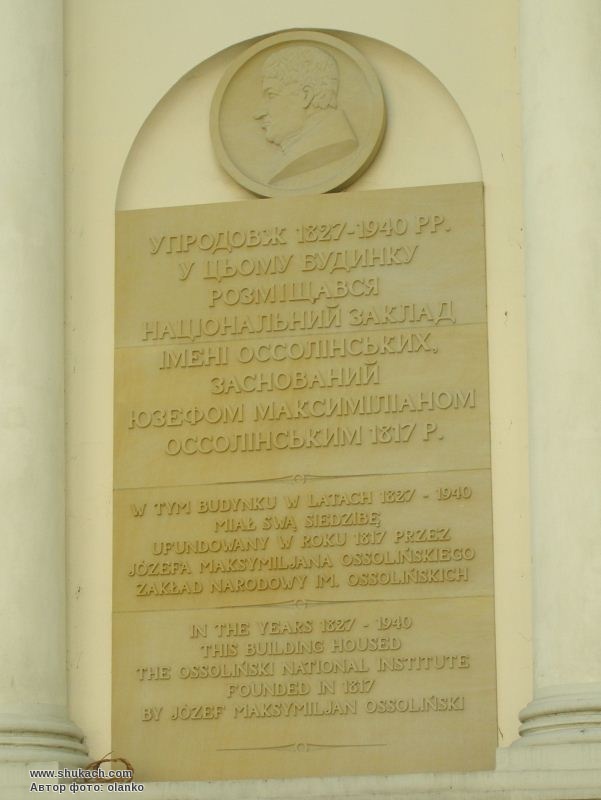 УПРОДОВЖ 1827-1940 РР.
У ЦЬОМУ БУДИНКУ
РОЗМІЩАВСЯ
НАЦІОНАЛЬНИЙ ЗАКЛАД
ІМЕНІ ОССОЛІНСЬКИХ,
ЗАСНОВАНИЙ
ЮЗЕФОМ МАКСИМІЛІАНОМ
ОССОЛІНСЬКИМ 1817 Р.
W TYM BUDYNKU W LATACH 1827 - 1940
MIAŁ SWĄ SIEDZIBĘ
UFUNDOWANY W ROKU 1817 PRZEZ
JÓZEFA MAKSYMILJANA OSSOLIŃSKIEGO
ZAKŁAD NARODOWY IM. OSSOLIŃSKICH
IN THE YEARS 1827 - 1940
THIS BUILDING HOUSED
THE OSSOLIŃSKI NATIONAL INSTITUTE
FOUNDED IN 1817
BY JÓZEF MAKSYMILJAN OSSOLIŃSKI
www.shukach.com
Автор фото: olanko